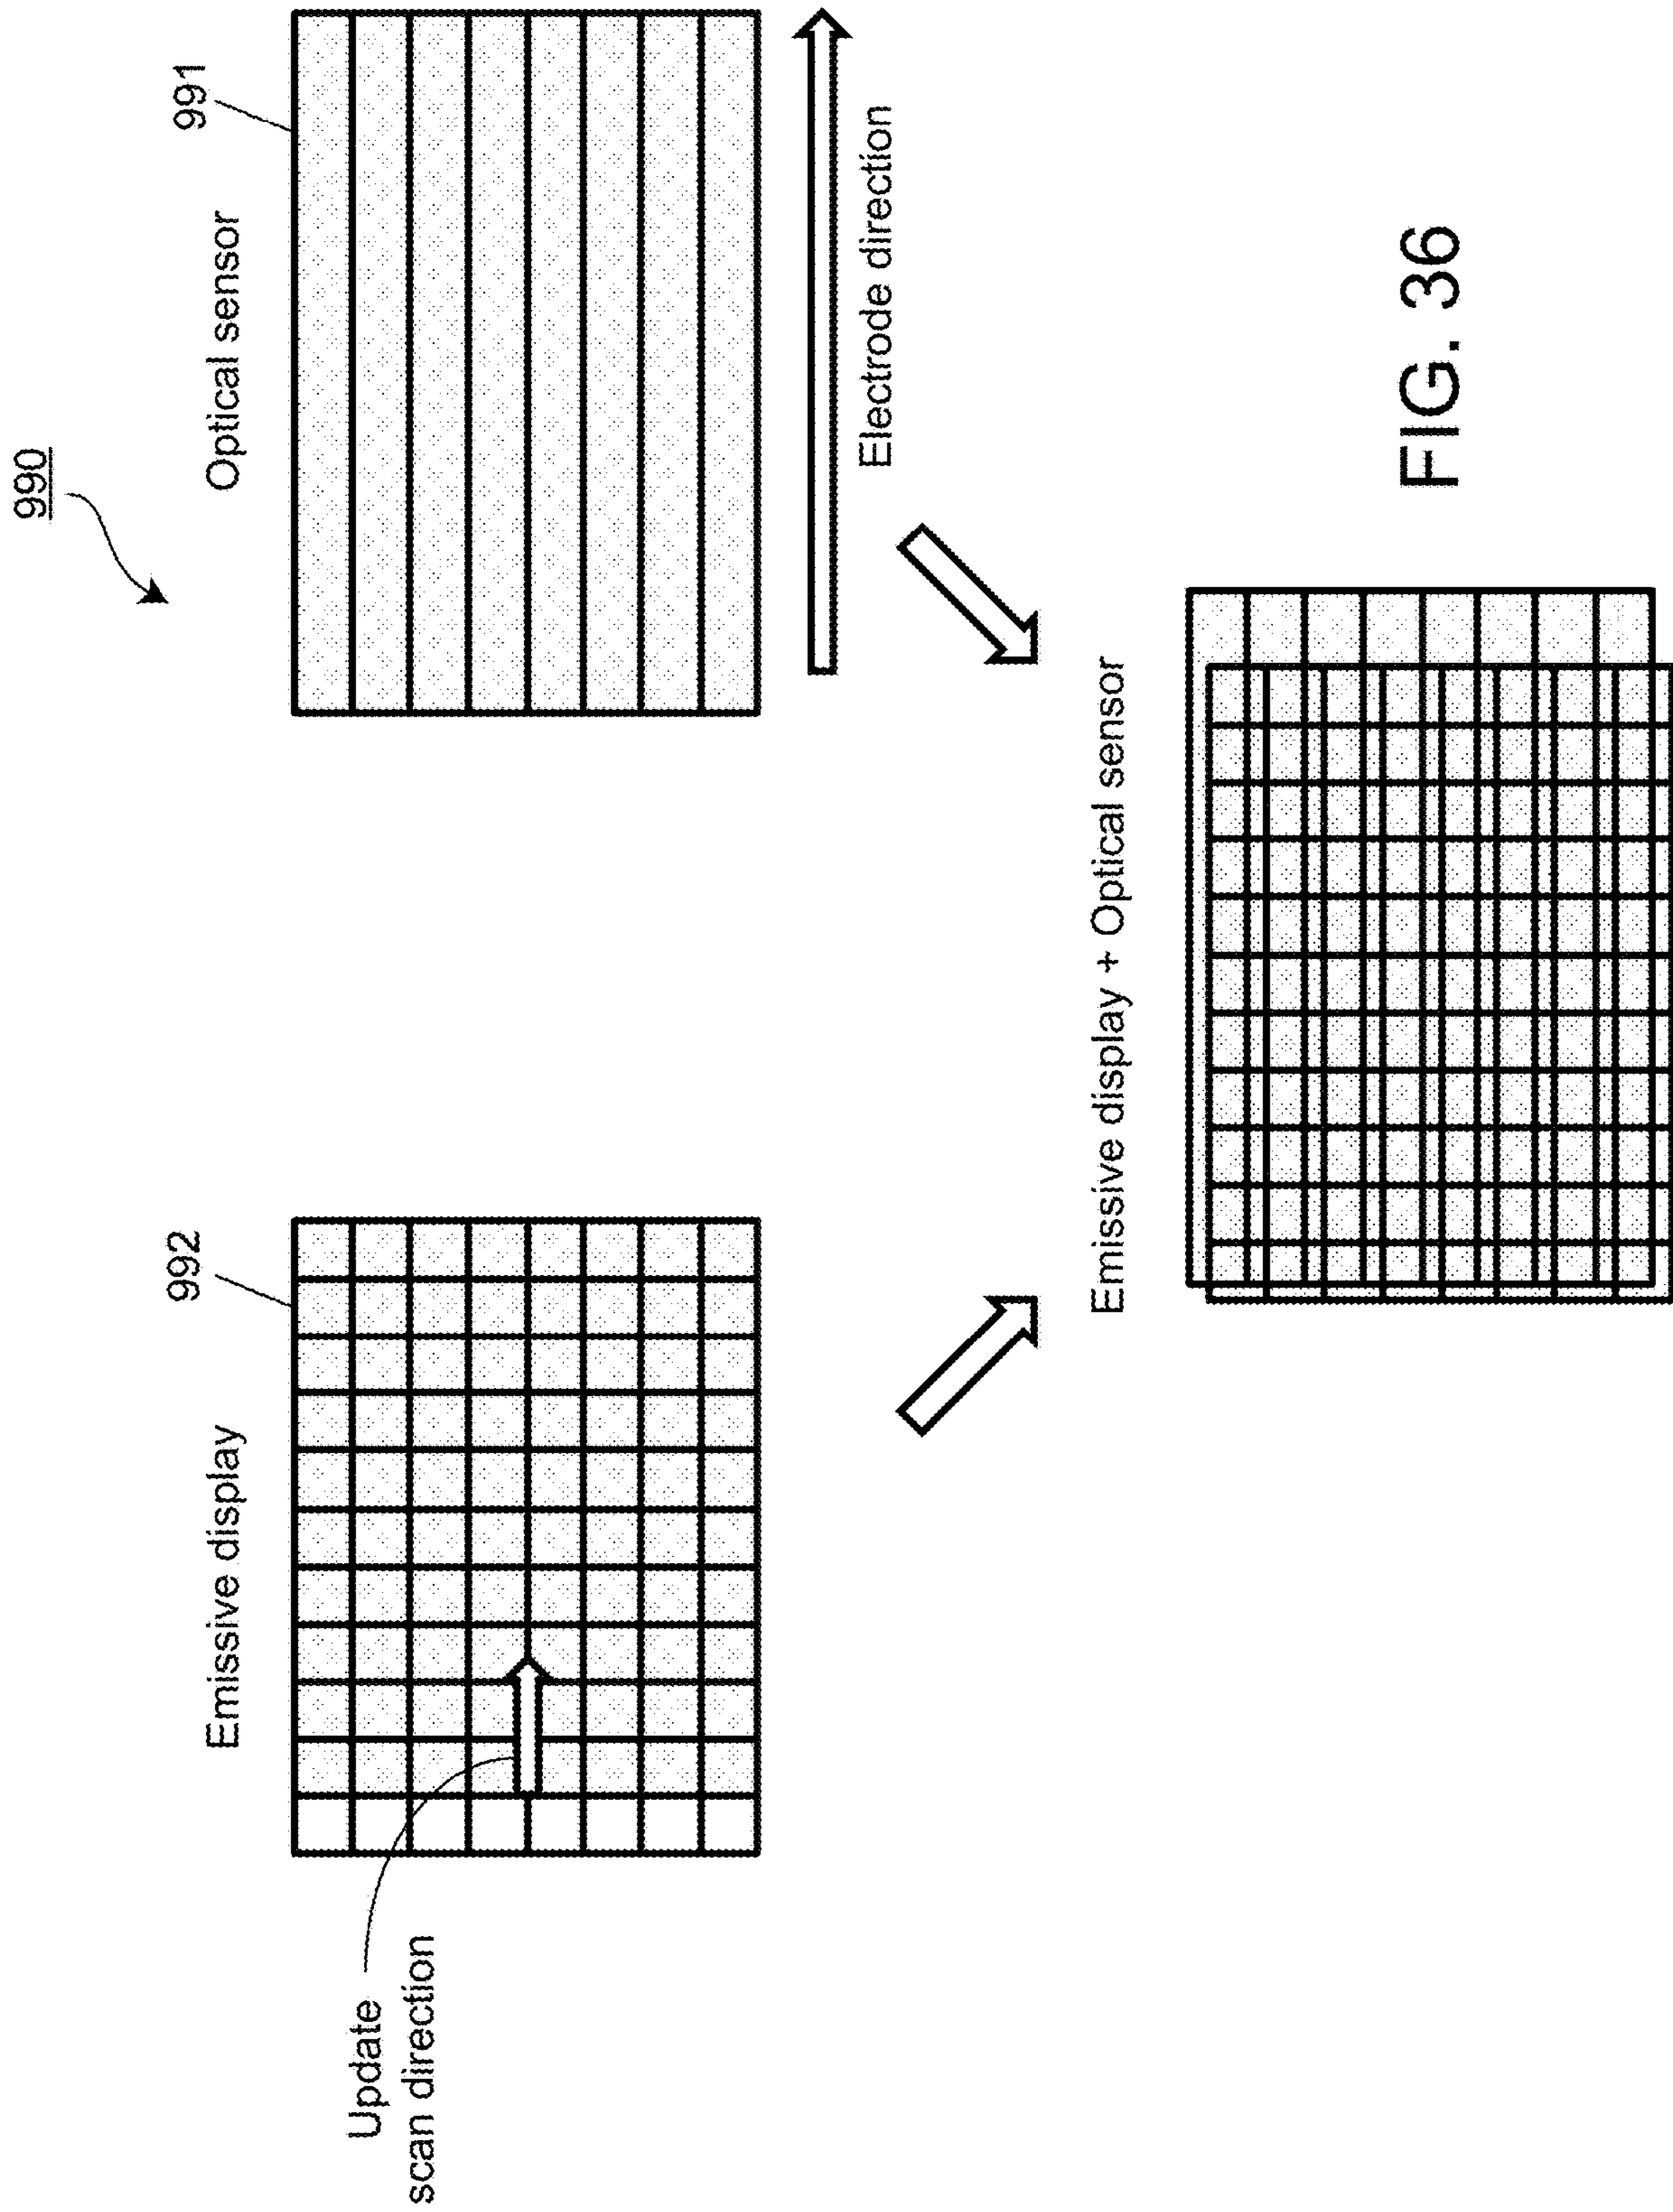 990
Emissive display
992
Optical sensor
991
Update
scan direction
Electrode direction
Emissive display + Optical sensor
FIG. 36